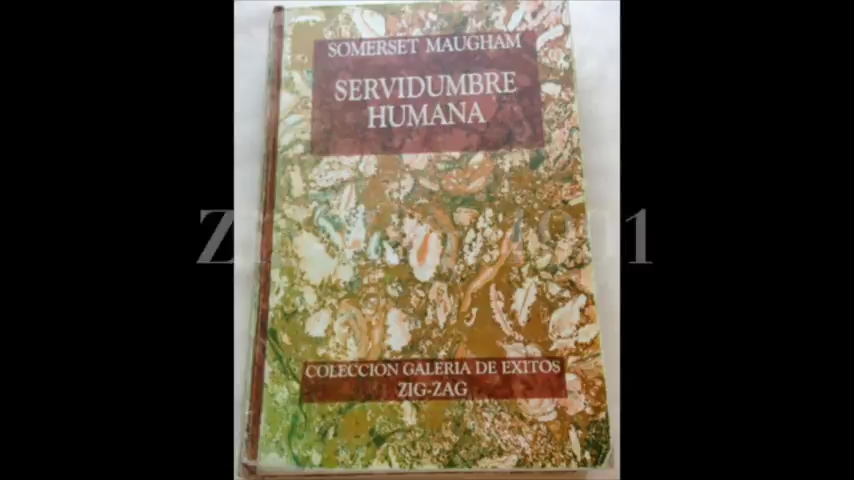 SOMERSET MAUGHAM
SERVIDUMBRE
HUMANA
COLECCION GALERIA DE EXITOS
ZIG-ZAG